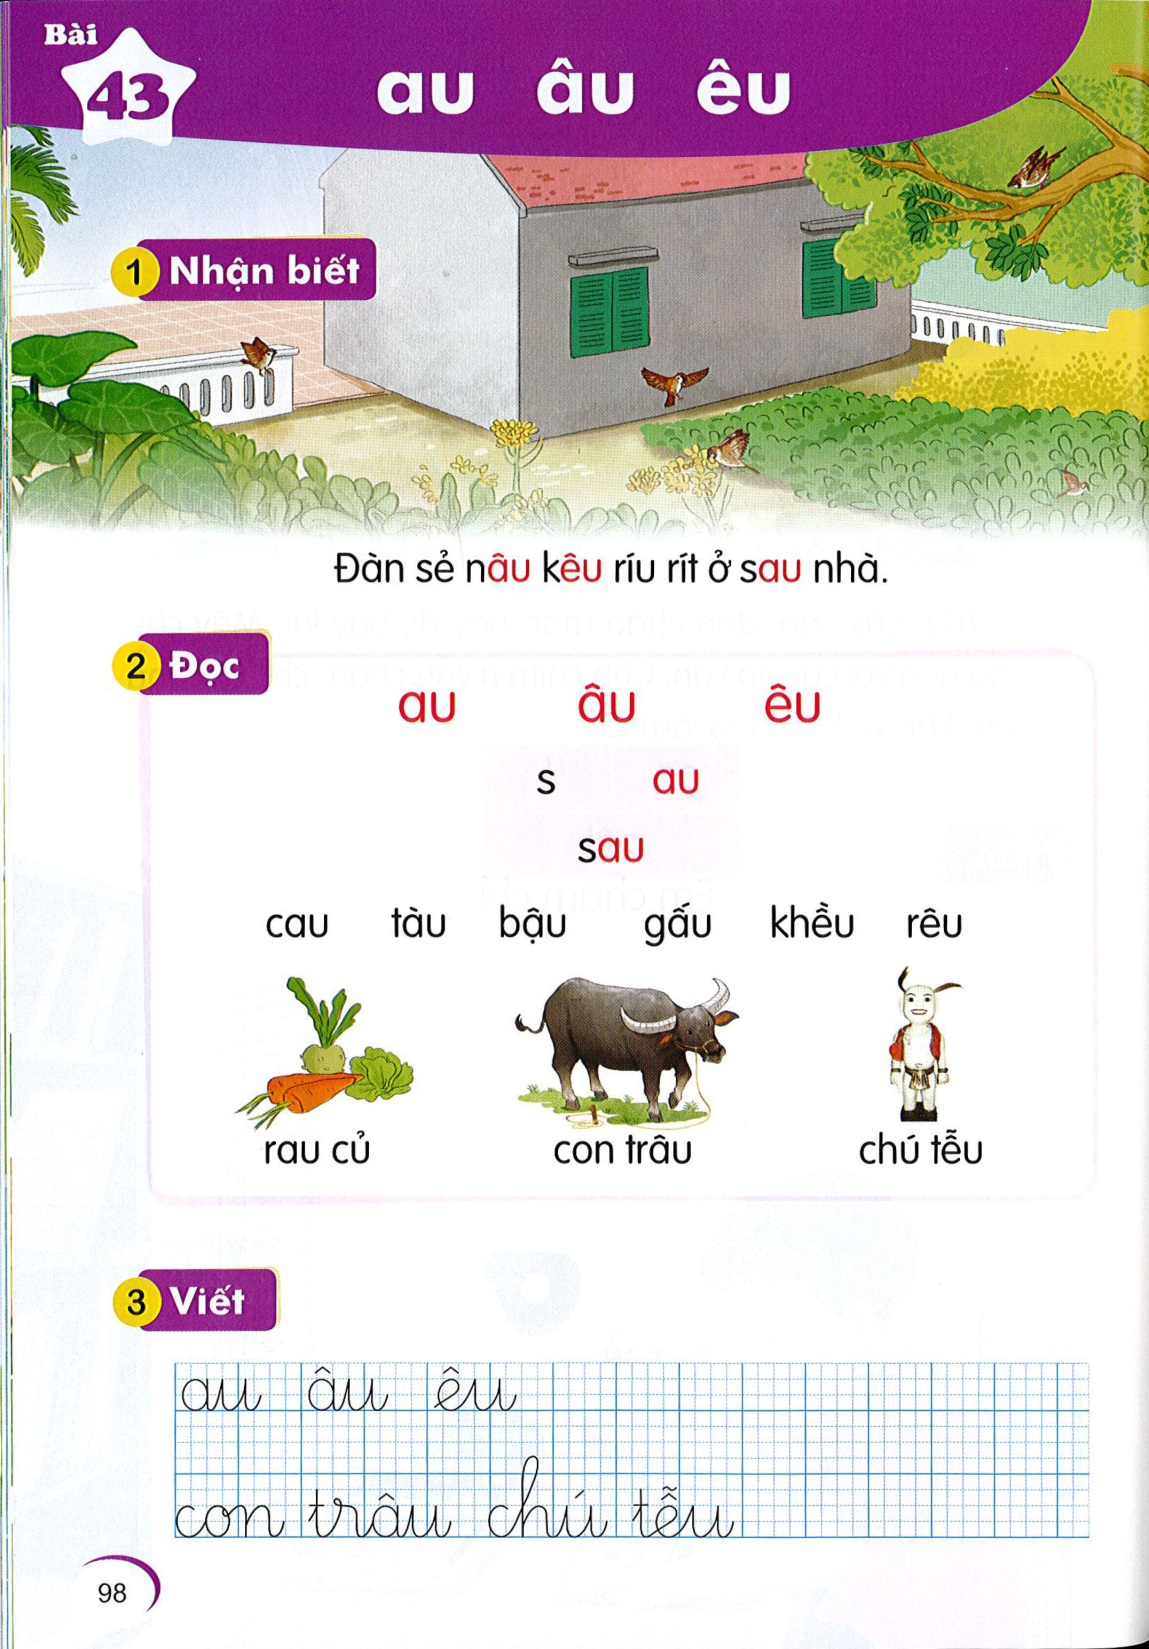 Bài
43
au âu êu
1 Nhận biết
Đàn sẻ nâu kêu ríu rít ở sau nhà.
2 Đọc
au âu êu
s au
sau
cau tàu bậu gấu khều rêu
rau củ con trâu chú tễu
3 Viết
au âu êu
con trâu chú tễu
98